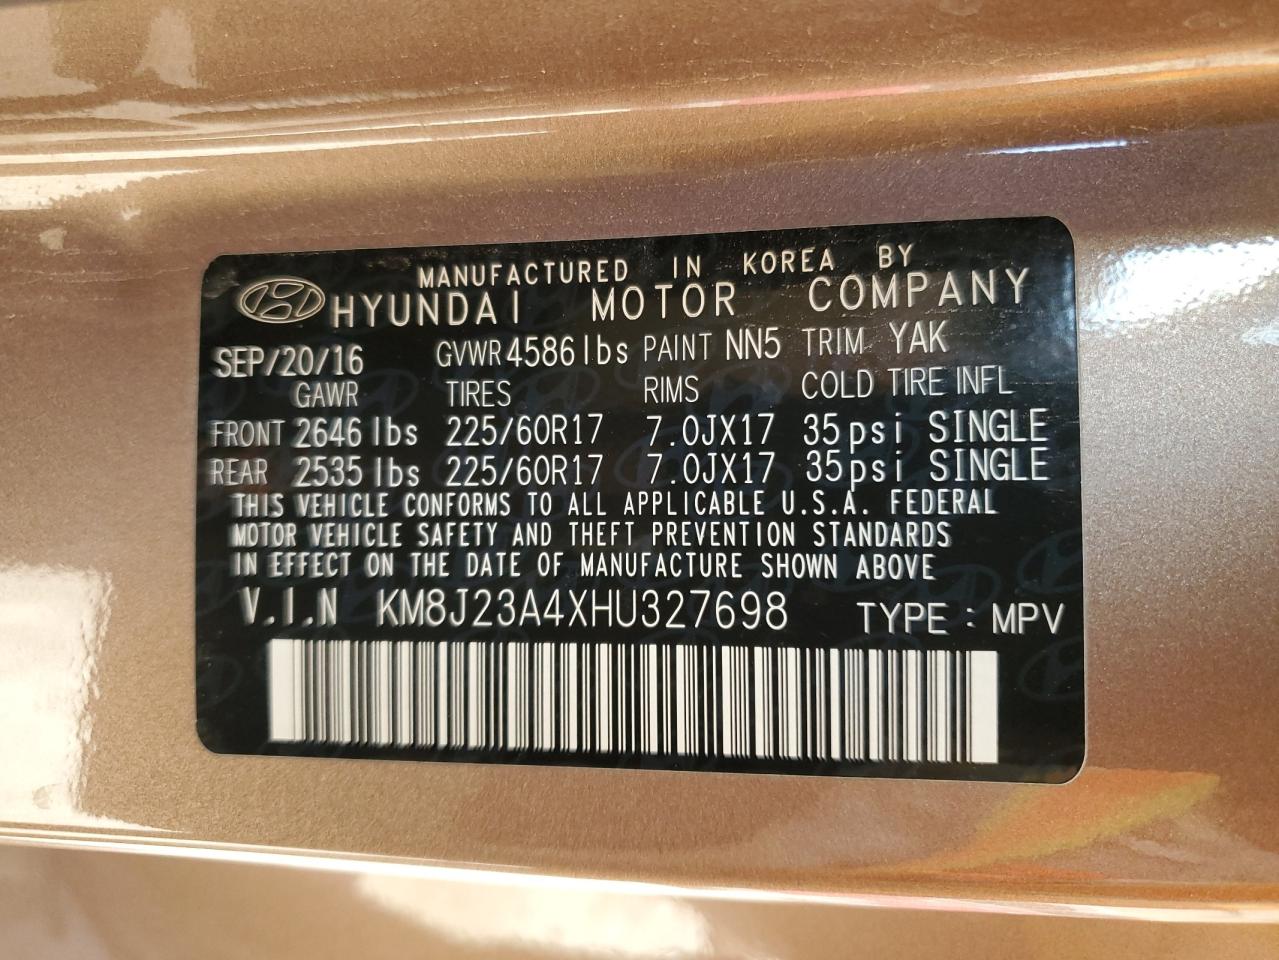 MANUFACTURED IN KOREA BY
HYUNDAI MOTOR COMPANY
SEP/20/16 GVWR 4586 lbs PAINT NN5 TRIM YAK
GAWR TIRES RIMS COLD TIRE INFL
FRONT 2646 lbs 225/60R17 7.0JX17 35psi SINGLE
REAR 2535 lbs 225/60R17 7.0JX17 35psi SINGLE
THIS VEHICLE CONFORMS TO ALL APPLICABLE U.S.A. FEDERAL
MOTOR VEHICLE SAFETY AND THEFT PREVENTION STANDARDS
IN EFFECT ON THE DATE OF MANUFACTURE SHOWN ABOVE
V.I.N KM8J23A4XHU327698 TYPE : MPV